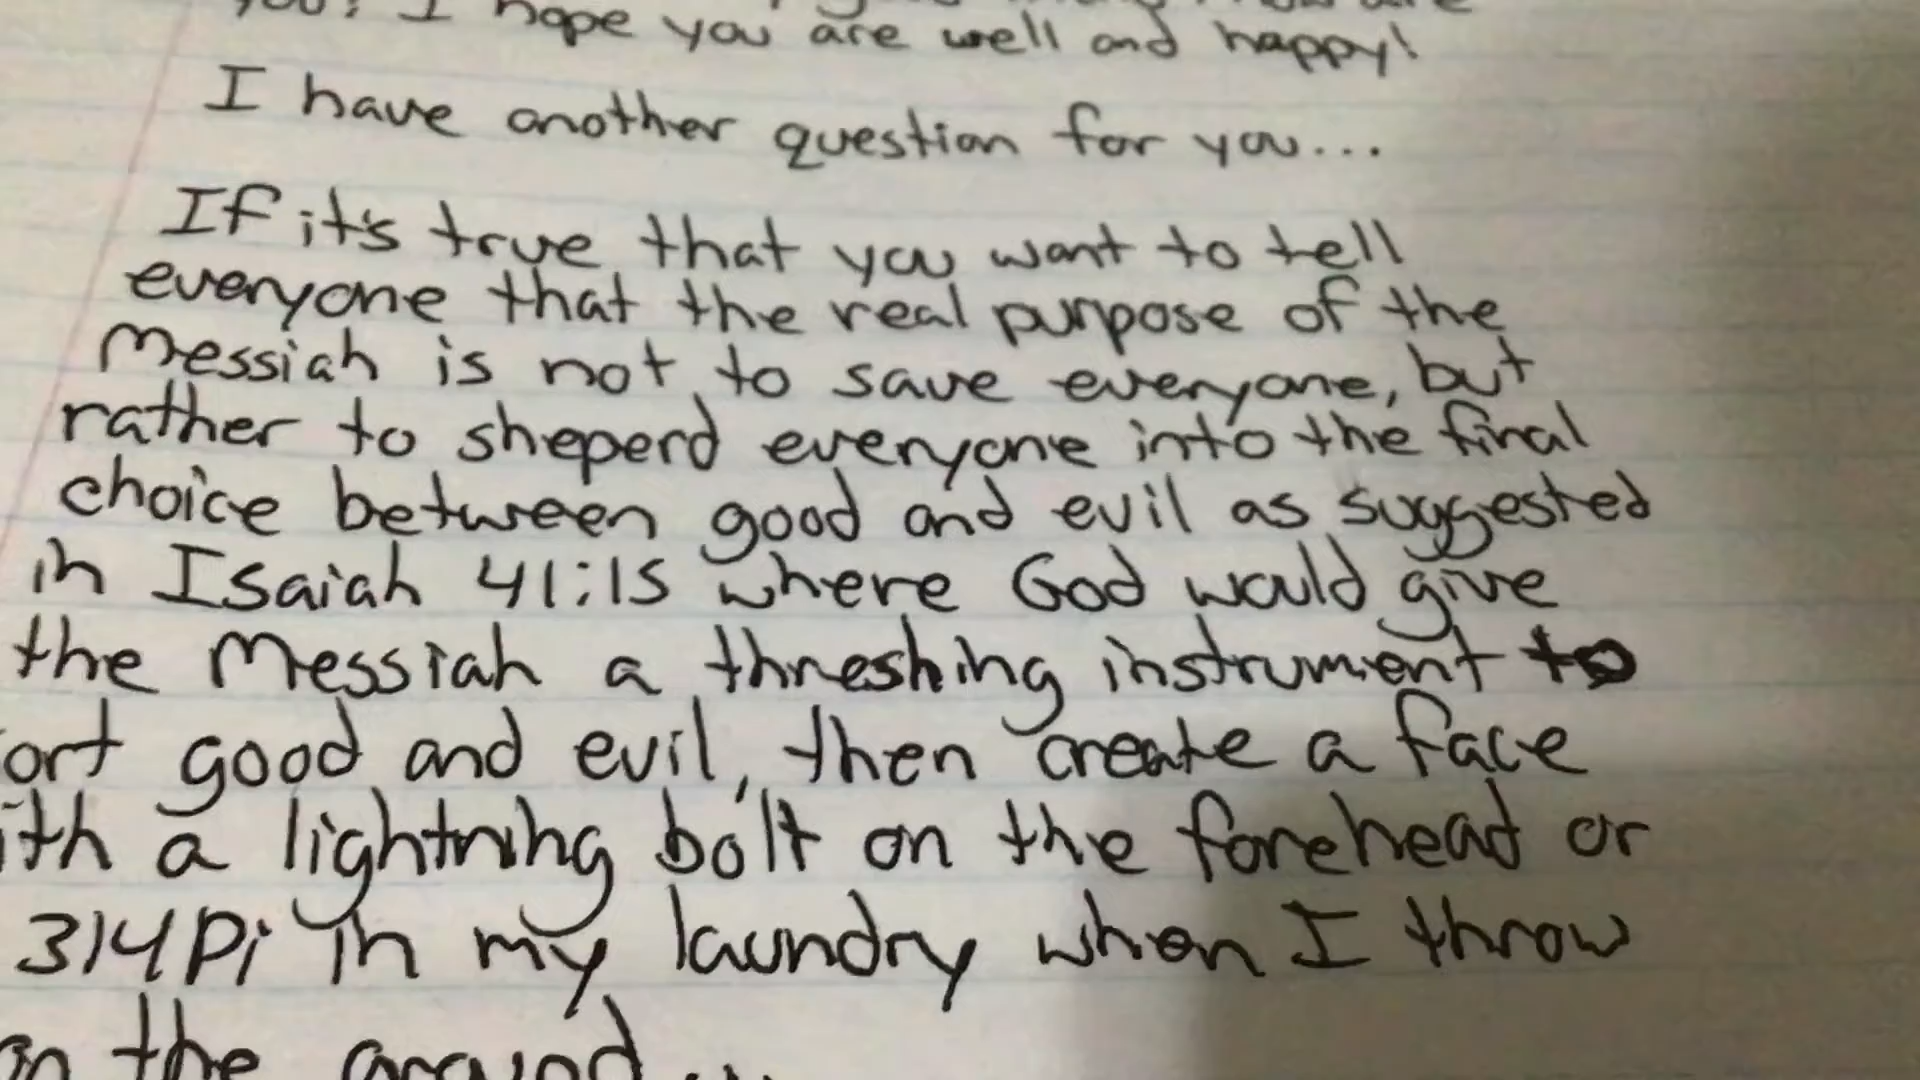 you? I hope you are well and happy!
I have another question for you...
If it's true that you want to tell
everyone that the real purpose of the
Messiah is not to save everyone, but
rather to sheperd everyone into the final
choice between good and evil as suggested
in Isaiah 41:15 where God would give
the Messiah a threshing instrument to
ort good and evil, then create a face
ith a lightning bolt on the forehead or
314Pi in my laundry when I throw
on the ground